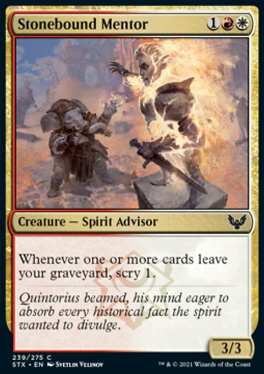 Stonebound Mentor 1
Creature — Spirit Advisor
Whenever one or more cards leave
your graveyard, scry 1.
Quintorius beamed, his mind eager to
absorb every historical fact the spirit
wanted to divulge.
3/3
239/275 C
STX • EN Svetlin Velinov
™ & © 2021 Wizards of the Coast